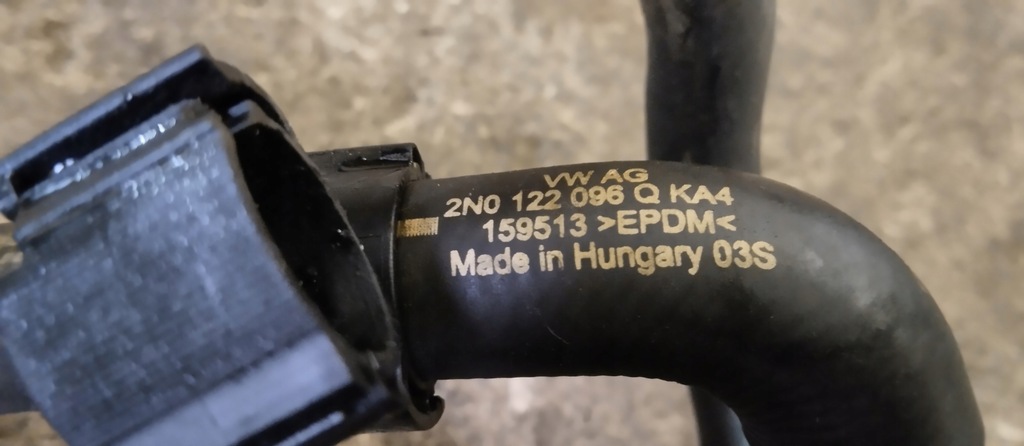 VW AG
2N0 122 096 Q KA4
159513 >EPDM<
Made in Hungary 03S